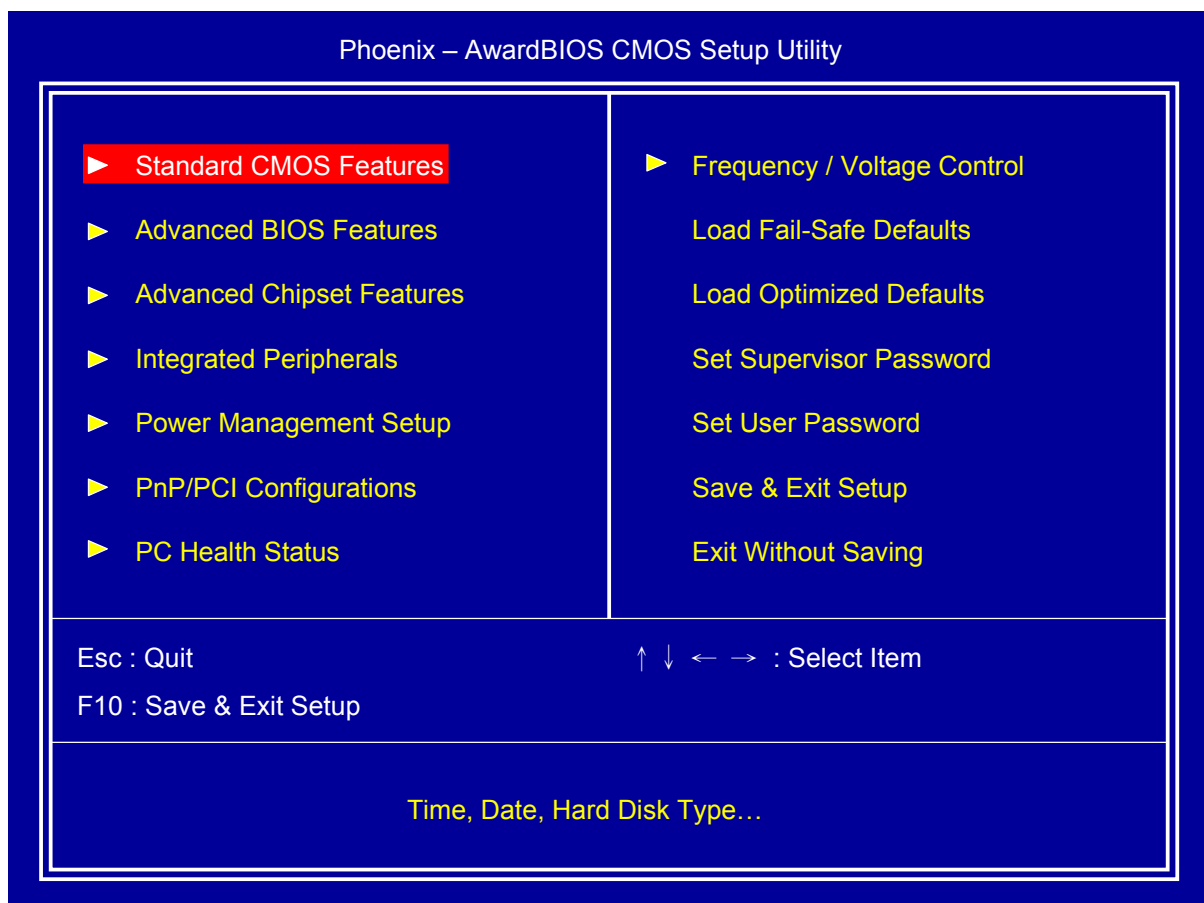 Phoenix – AwardBIOS CMOS Setup Utility
Standard CMOS Features
Advanced BIOS Features
Advanced Chipset Features
Integrated Peripherals
Power Management Setup
PnP/PCI Configurations
PC Health Status
Frequency / Voltage Control
Load Fail-Safe Defaults
Load Optimized Defaults
Set Supervisor Password
Set User Password
Save & Exit Setup
Exit Without Saving
Esc : Quit
F10 : Save & Exit Setup
↑ ↓ ← → : Select Item
Time, Date, Hard Disk Type…